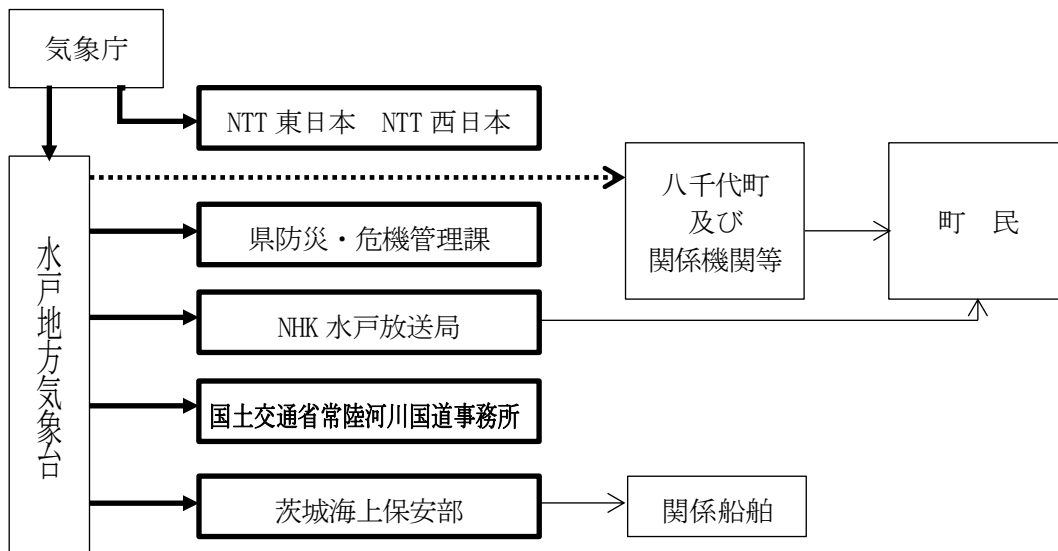 気象庁
NTT 東日本　NTT 西日本
水戸地方気象台
県防災・危機管理課
NHK 水戸放送局
国土交通省常陸河川国道事務所
茨城海上保安部
八千代町
及び
関係機関等
町　民
関係船舶